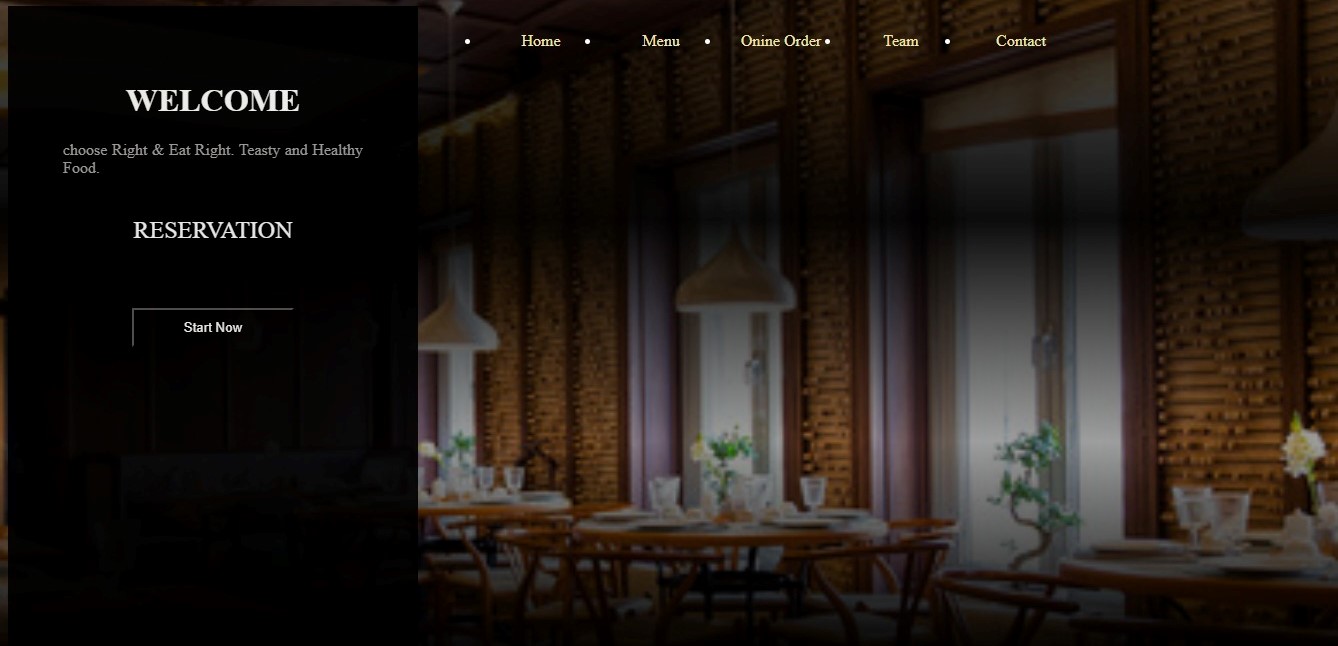 Home Menu Onine Order Team Contact
WELCOME
choose Right & Eat Right. Teasty and Healthy
Food.
RESERVATION
Start Now